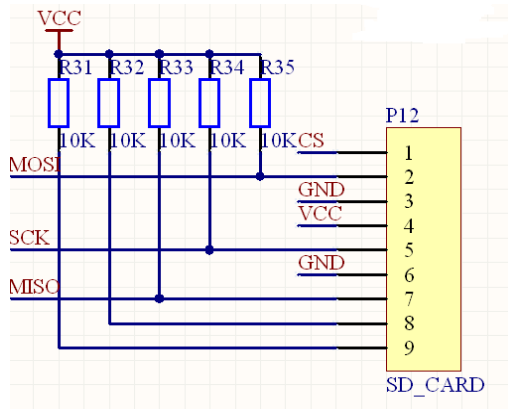 VCC
R31 R32 R33 R34 R35
P12
10K 10K 10K 10K 10K
CS 1
MOSI 2
GND 3
VCC 4
SCK 5
GND 6
MISO 7
8
9
SD_CARD